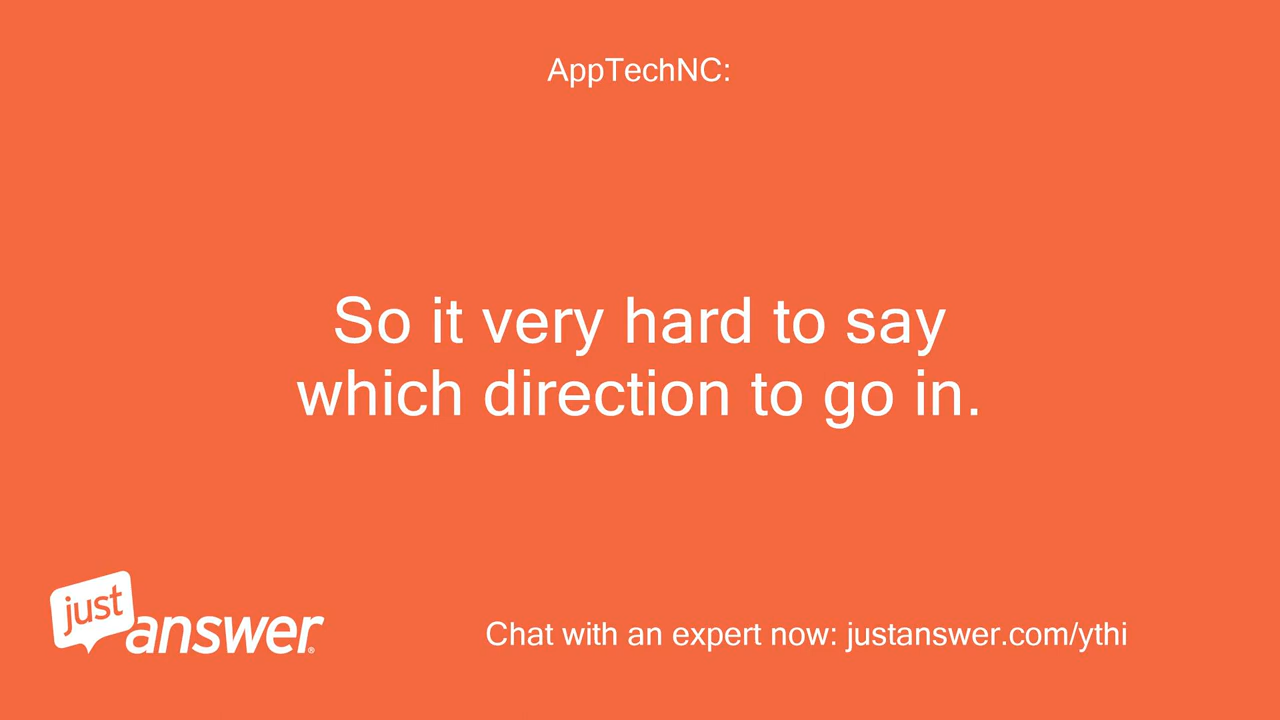 AppTechNC:
So it very hard to say
which direction to go in.
just
answer®
Chat with an expert now: justanswer.com/ythi